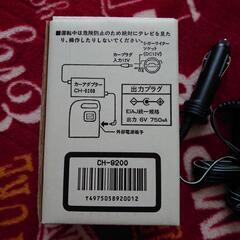 ■運転中は危険防止のため絶対にテレビを見た
り、操作したりしないでください。
カープラグ
入力12V
シガーライター
ソケット
(DC12V)
カーアダプター
CH-9200
出力プラグ
EIAJ統一規格
出力 6V 750mA
外部電源端子
CH-9200
Y4975058920012